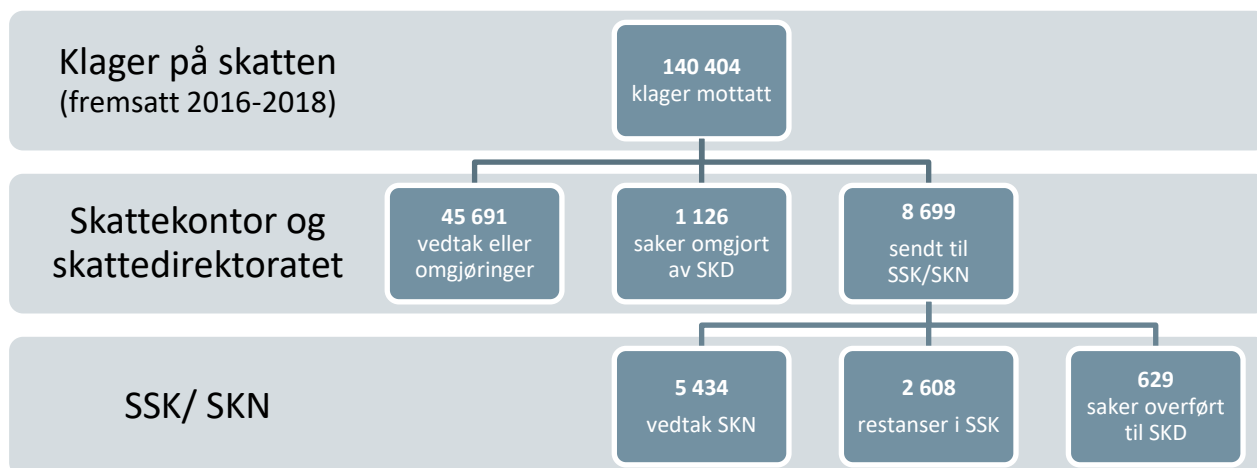 Klager på skatten
(fremsatt 2016-2018)
140 404
klager mottatt
Skattekontor og
skattedirektoratet
45 691
vedtak eller
omgjøringer
1 126
saker omgjort
av SKD
8 699
sendt til
SSK/SKN
SSK/ SKN
5 434
vedtak SKN
2 608
restanser i SSK
629
saker overført
til SKD